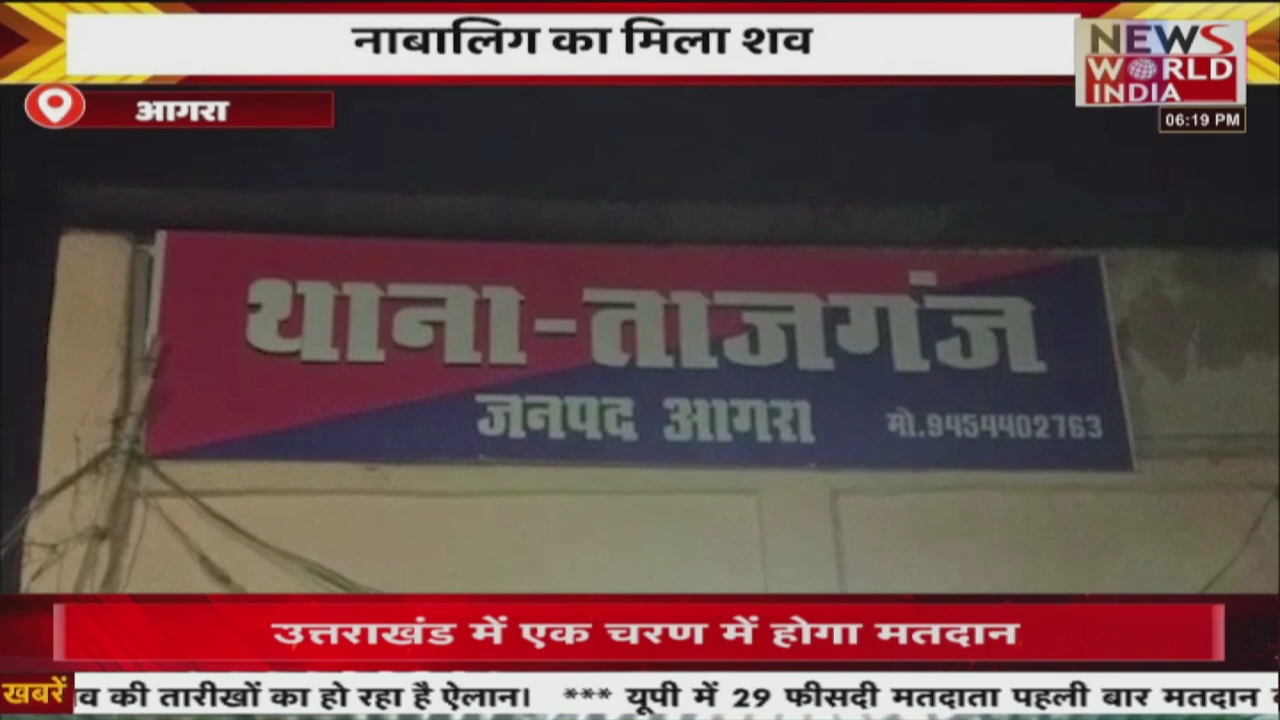 नाबालिग का मिला शव
NEWS
WORLD
INDIA
आगरा
06:19 PM
थाना-ताजगंज
जनपद आगरा
मो.9454402763
उत्तराखंड में एक चरण में होगा मतदान
खबरें
की तारीखों का हो रहा है ऐलान। *** यूपी में 29 फीसदी मतदाता पहली बार मतदान